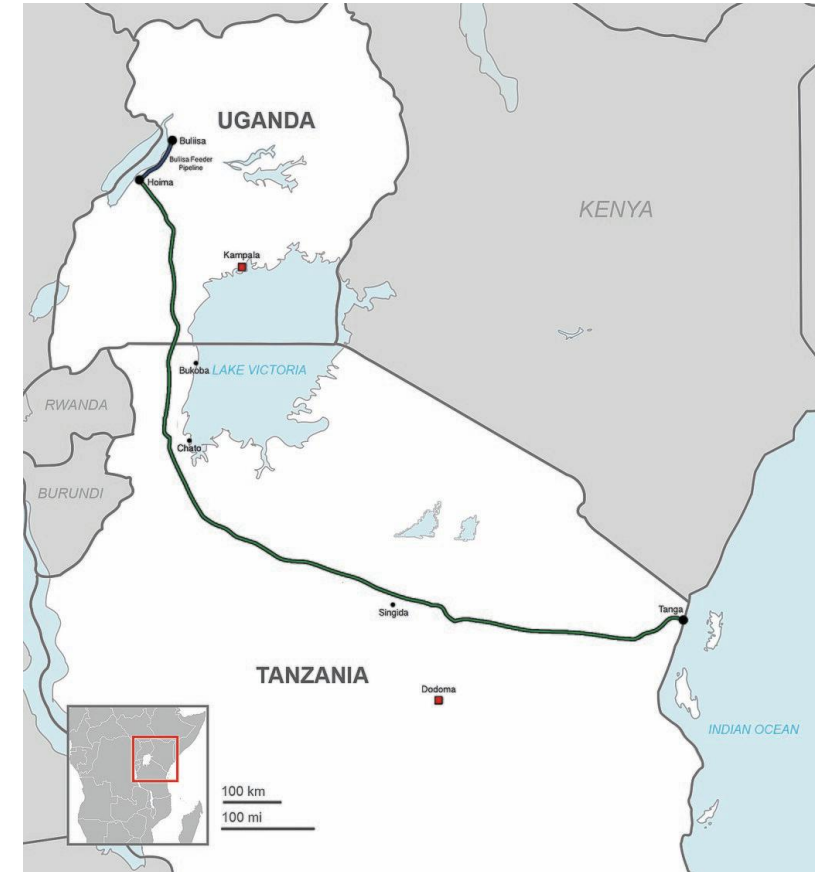 UGANDA
Buliisa
Buliisa Feeder
Pipeline
Hoima
KENYA
Kampala
Bukoba
LAKE VICTORIA
RWANDA
Chato
BURUNDI
Singida
Tanga
TANZANIA
Dodoma
INDIAN OCEAN
100 km
100 mi